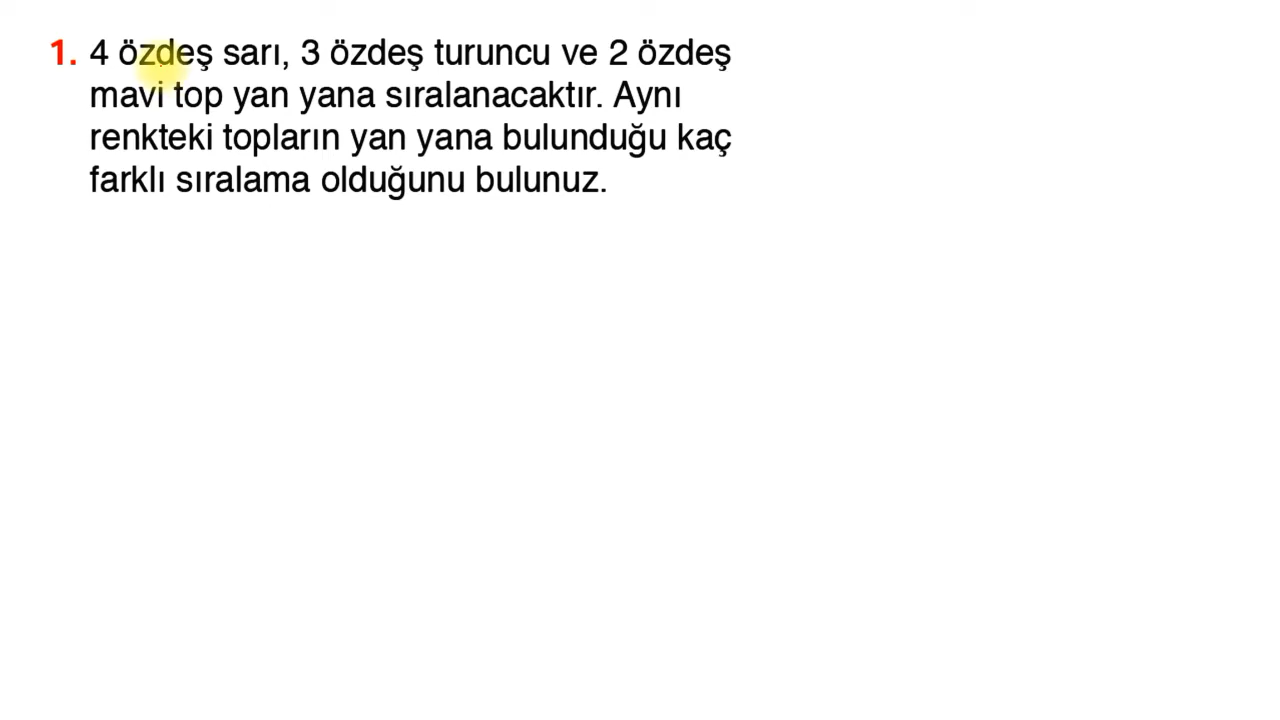 1. 4 özdeş sarı, 3 özdeş turuncu ve 2 özdeş
mavi top yan yana sıralanacaktır. Aynı
renkteki topların yan yana bulunduğu kaç
farklı sıralama olduğunu bulunuz.